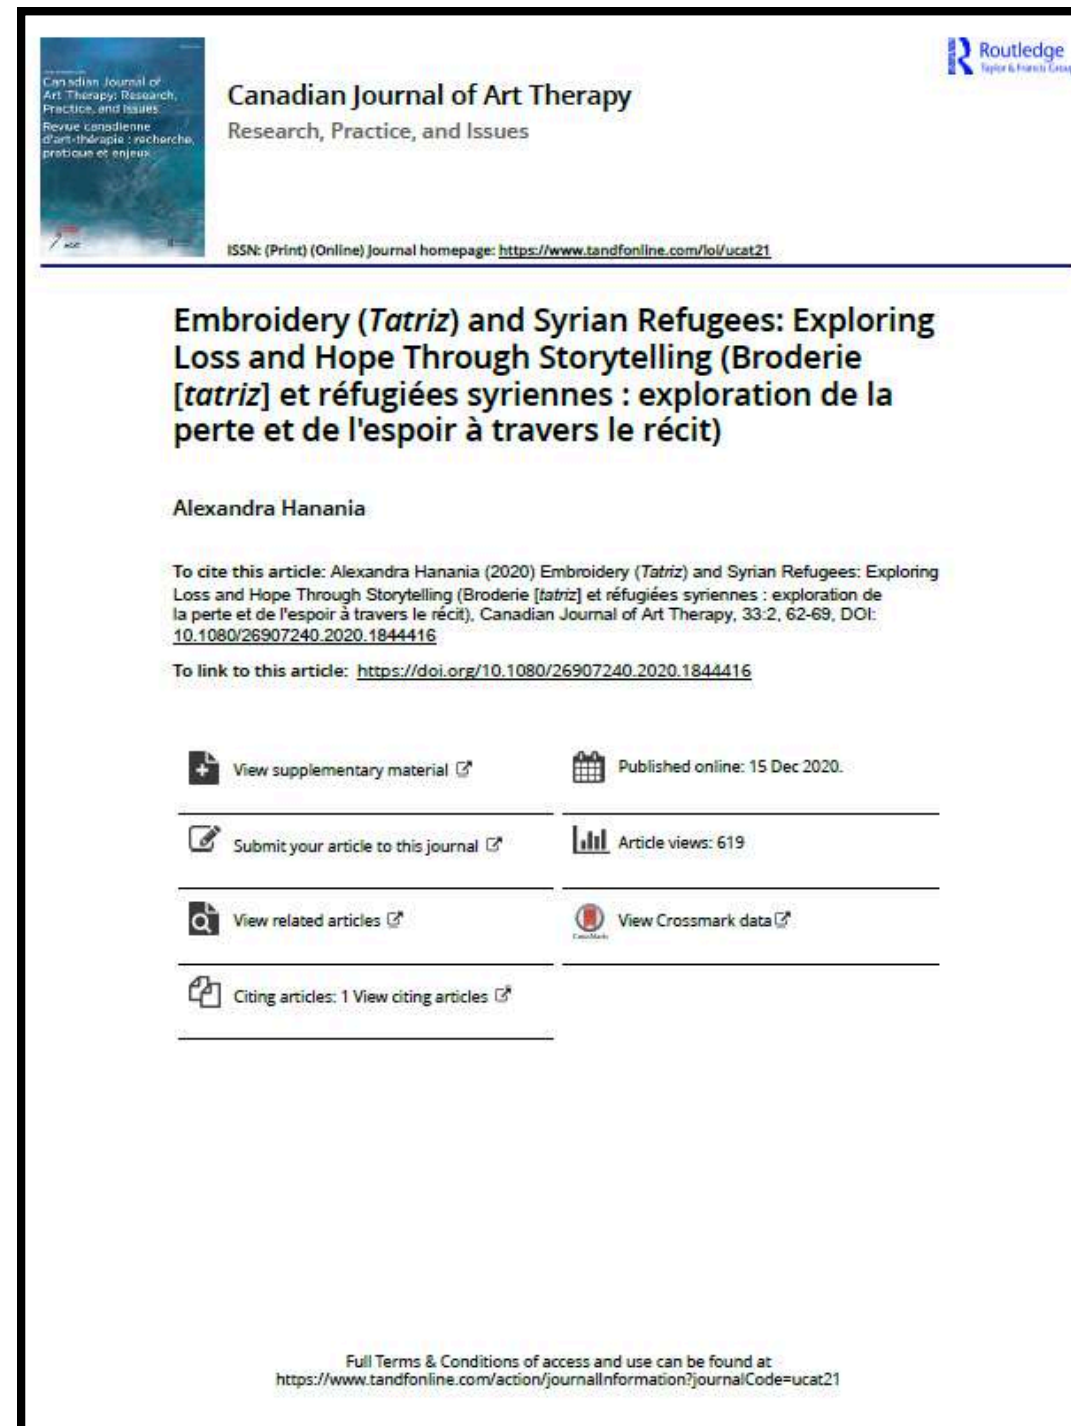 Canadian Journal of
Art Therapy: Research,
Practice, and Issues
Revue canadienne
d'art-thérapie : recherche,
pratique et enjeux
Routledge
Taylor & Francis Group
Canadian Journal of Art Therapy
Research, Practice, and Issues
ISSN: (Print) (Online) Journal homepage: https://www.tandfonline.com/loi/ucat21
Embroidery (Tatriz) and Syrian Refugees: Exploring
Loss and Hope Through Storytelling (Broderie
[tatriz] et réfugiées syriennes : exploration de la
perte et de l'espoir à travers le récit)
Alexandra Hanania
To cite this article: Alexandra Hanania (2020) Embroidery (Tatriz) and Syrian Refugees: Exploring
Loss and Hope Through Storytelling (Broderie [tatriz] et réfugiées syriennes : exploration de
la perte et de l'espoir à travers le récit), Canadian Journal of Art Therapy, 33:2, 62-69, DOI:
10.1080/26907240.2020.1844416
To link to this article: https://doi.org/10.1080/26907240.2020.1844416
View supplementary material
Published online: 15 Dec 2020.
Submit your article to this journal
Article views: 619
View related articles
View Crossmark data
CrossMark
Citing articles: 1 View citing articles
Full Terms & Conditions of access and use can be found at
https://www.tandfonline.com/action/journalInformation?journalCode=ucat21